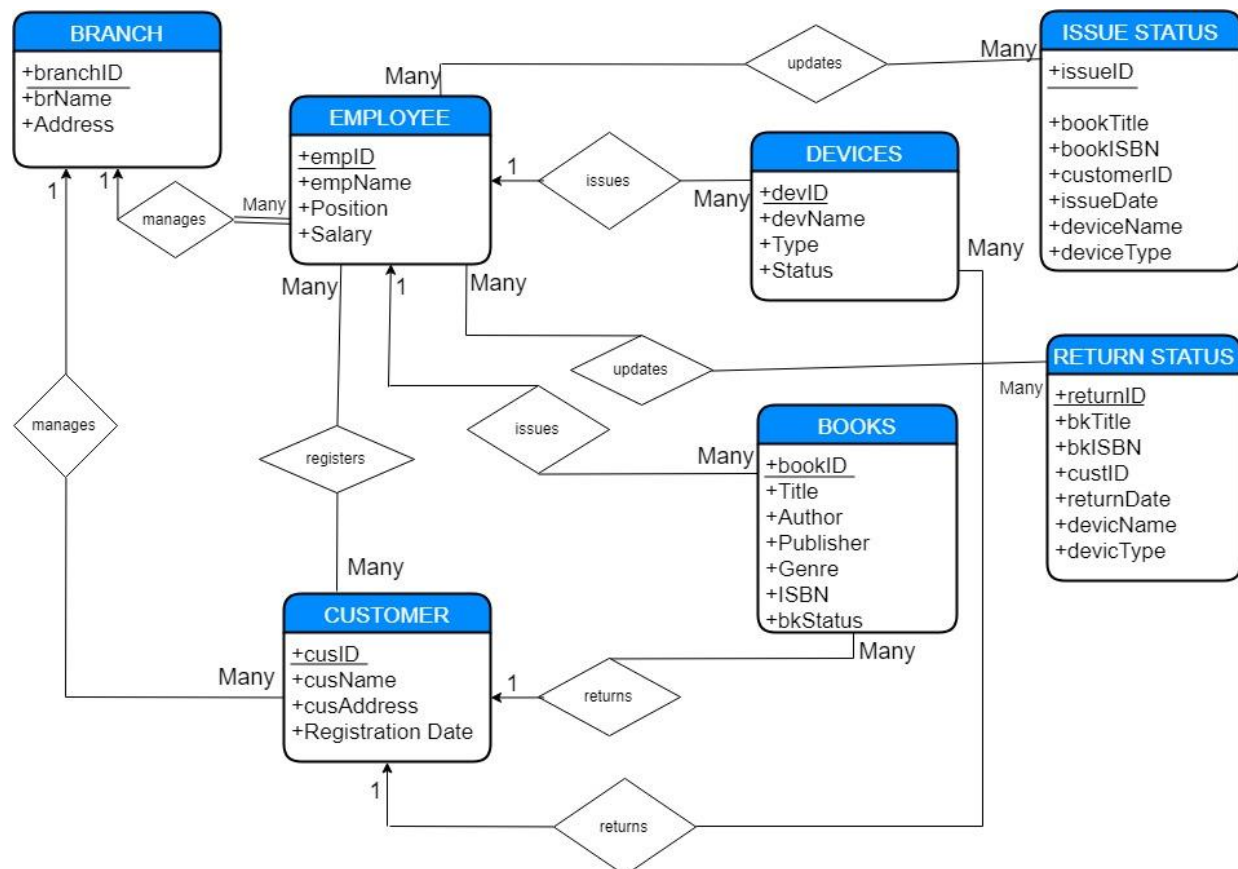 BRANCH
+branchID
+brName
+Address
ISSUE STATUS
+issueID
+bookTitle
+bookISBN
+customerID
+issueDate
+deviceName
+deviceType
Many
updates
Many
EMPLOYEE
+empID
+empName
+Position
+Salary
1
issues
Many
DEVICES
+devID
+devName
+Type
+Status
1
1
manages
Many
Many
Many
1
Many
updates
Many
RETURN STATUS
+returnID
+bkTitle
+bkISBN
+custID
+returnDate
+devicName
+devicType
manages
registers
issues
Many
BOOKS
+bookID
+Title
+Author
+Publisher
+Genre
+ISBN
+bkStatus
Many
Many
CUSTOMER
+cusID
+cusName
+cusAddress
+Registration Date
Many
1
returns
1
returns